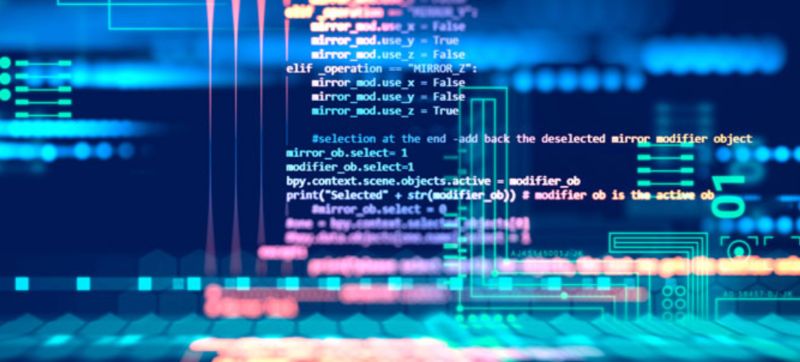 elif _operation == "MIRROR_Y":
mirror_mod.use_x = False
mirror_mod.use_y = True
mirror_mod.use_z = False
elif _operation == "MIRROR_Z":
mirror_mod.use_x = False
mirror_mod.use_y = False
mirror_mod.use_z = True
#selection at the end -add back the deselected mirror modifier object
mirror_ob.select= 1
modifier_ob.select=1
bpy.context.scene.objects.active = modifier_ob
print("Selected" + str(modifier_ob)) # modifier ob is the active ob
#mirror_ob.select = 0
01